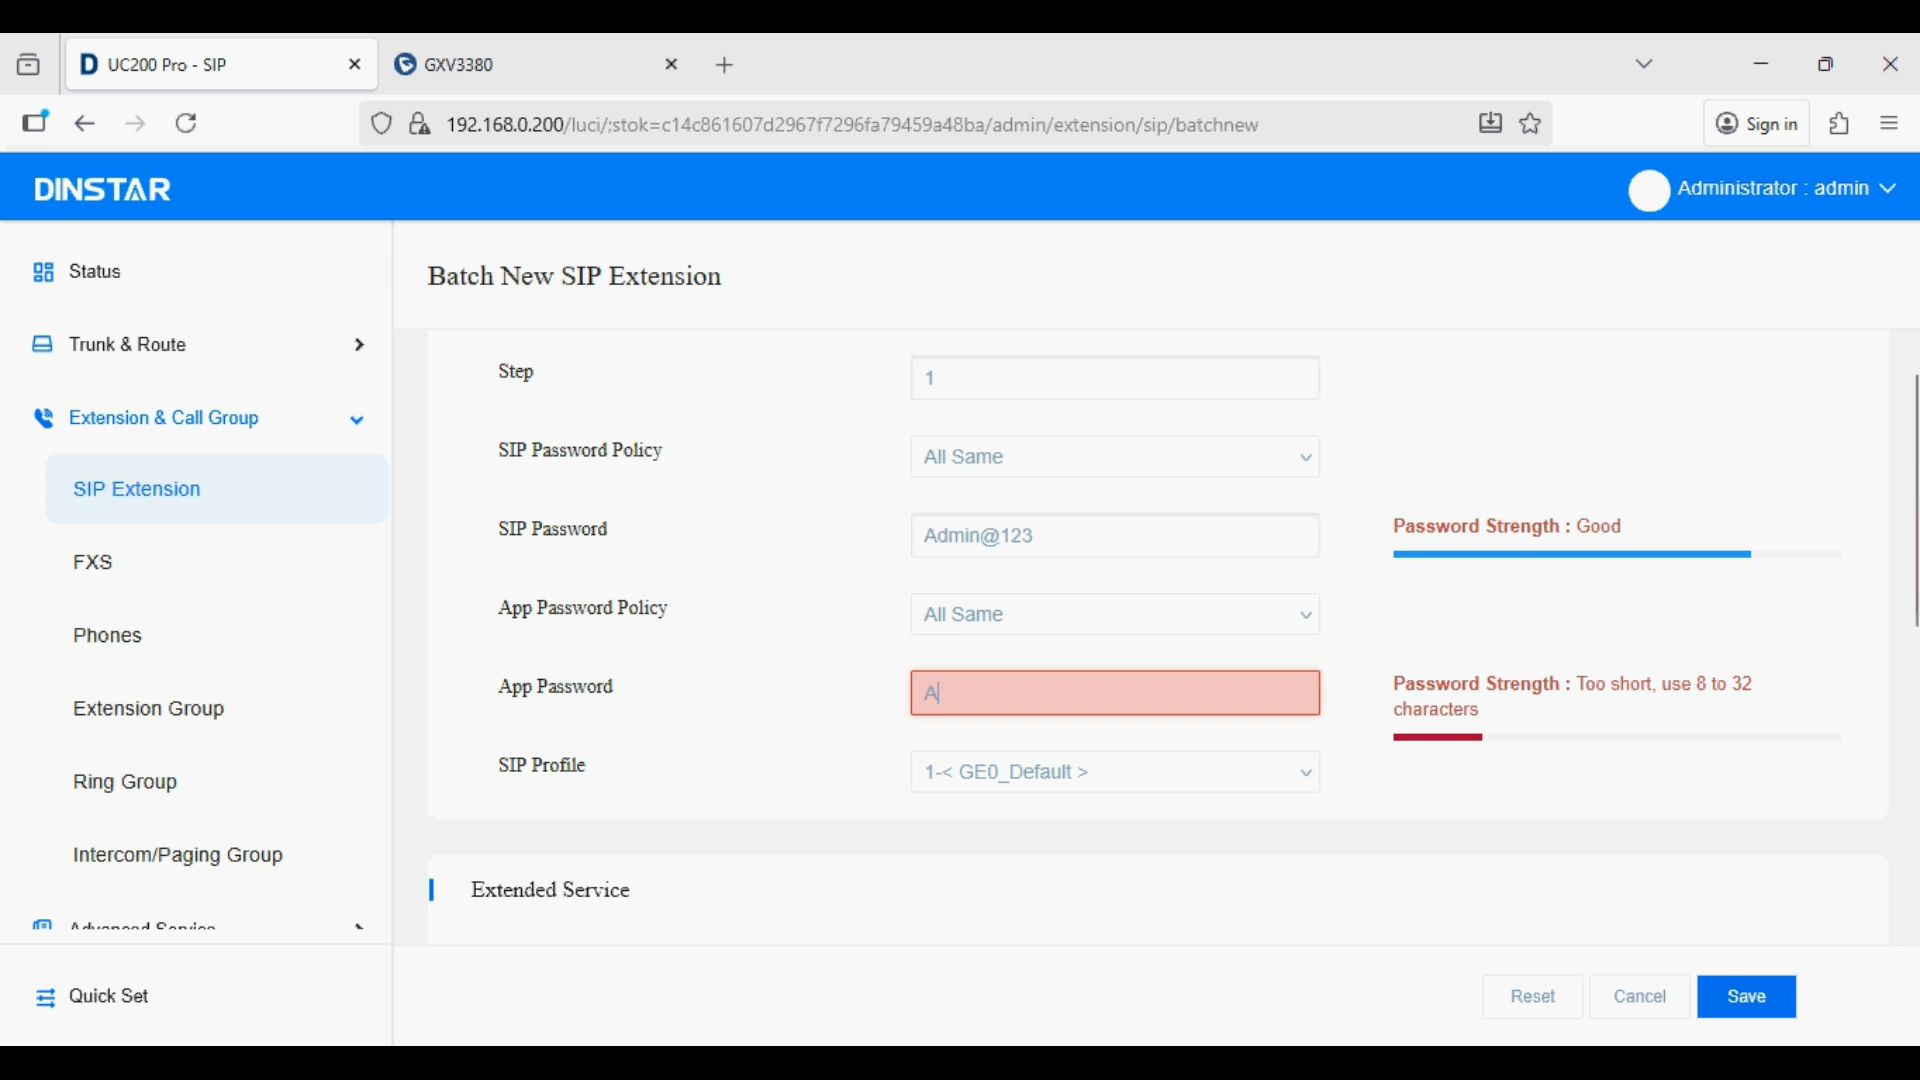 UC200 Pro - SIP
GXV3380
192.168.0.200/luci/;stok=c14c861607d2967f7296fa79459a48ba/admin/extension/sip/batchnew
Sign in
DINSTAR
Administrator : admin
Status
Trunk & Route
Extension & Call Group
SIP Extension
FXS
Phones
Extension Group
Ring Group
Intercom/Paging Group
Advanced Service
Quick Set
Batch New SIP Extension
Step
1
SIP Password Policy
All Same
SIP Password
Admin@123
Password Strength : Good
App Password Policy
All Same
App Password
A
Password Strength : Too short, use 8 to 32
characters
SIP Profile
1-< GE0_Default >
Extended Service
Reset
Cancel
Save